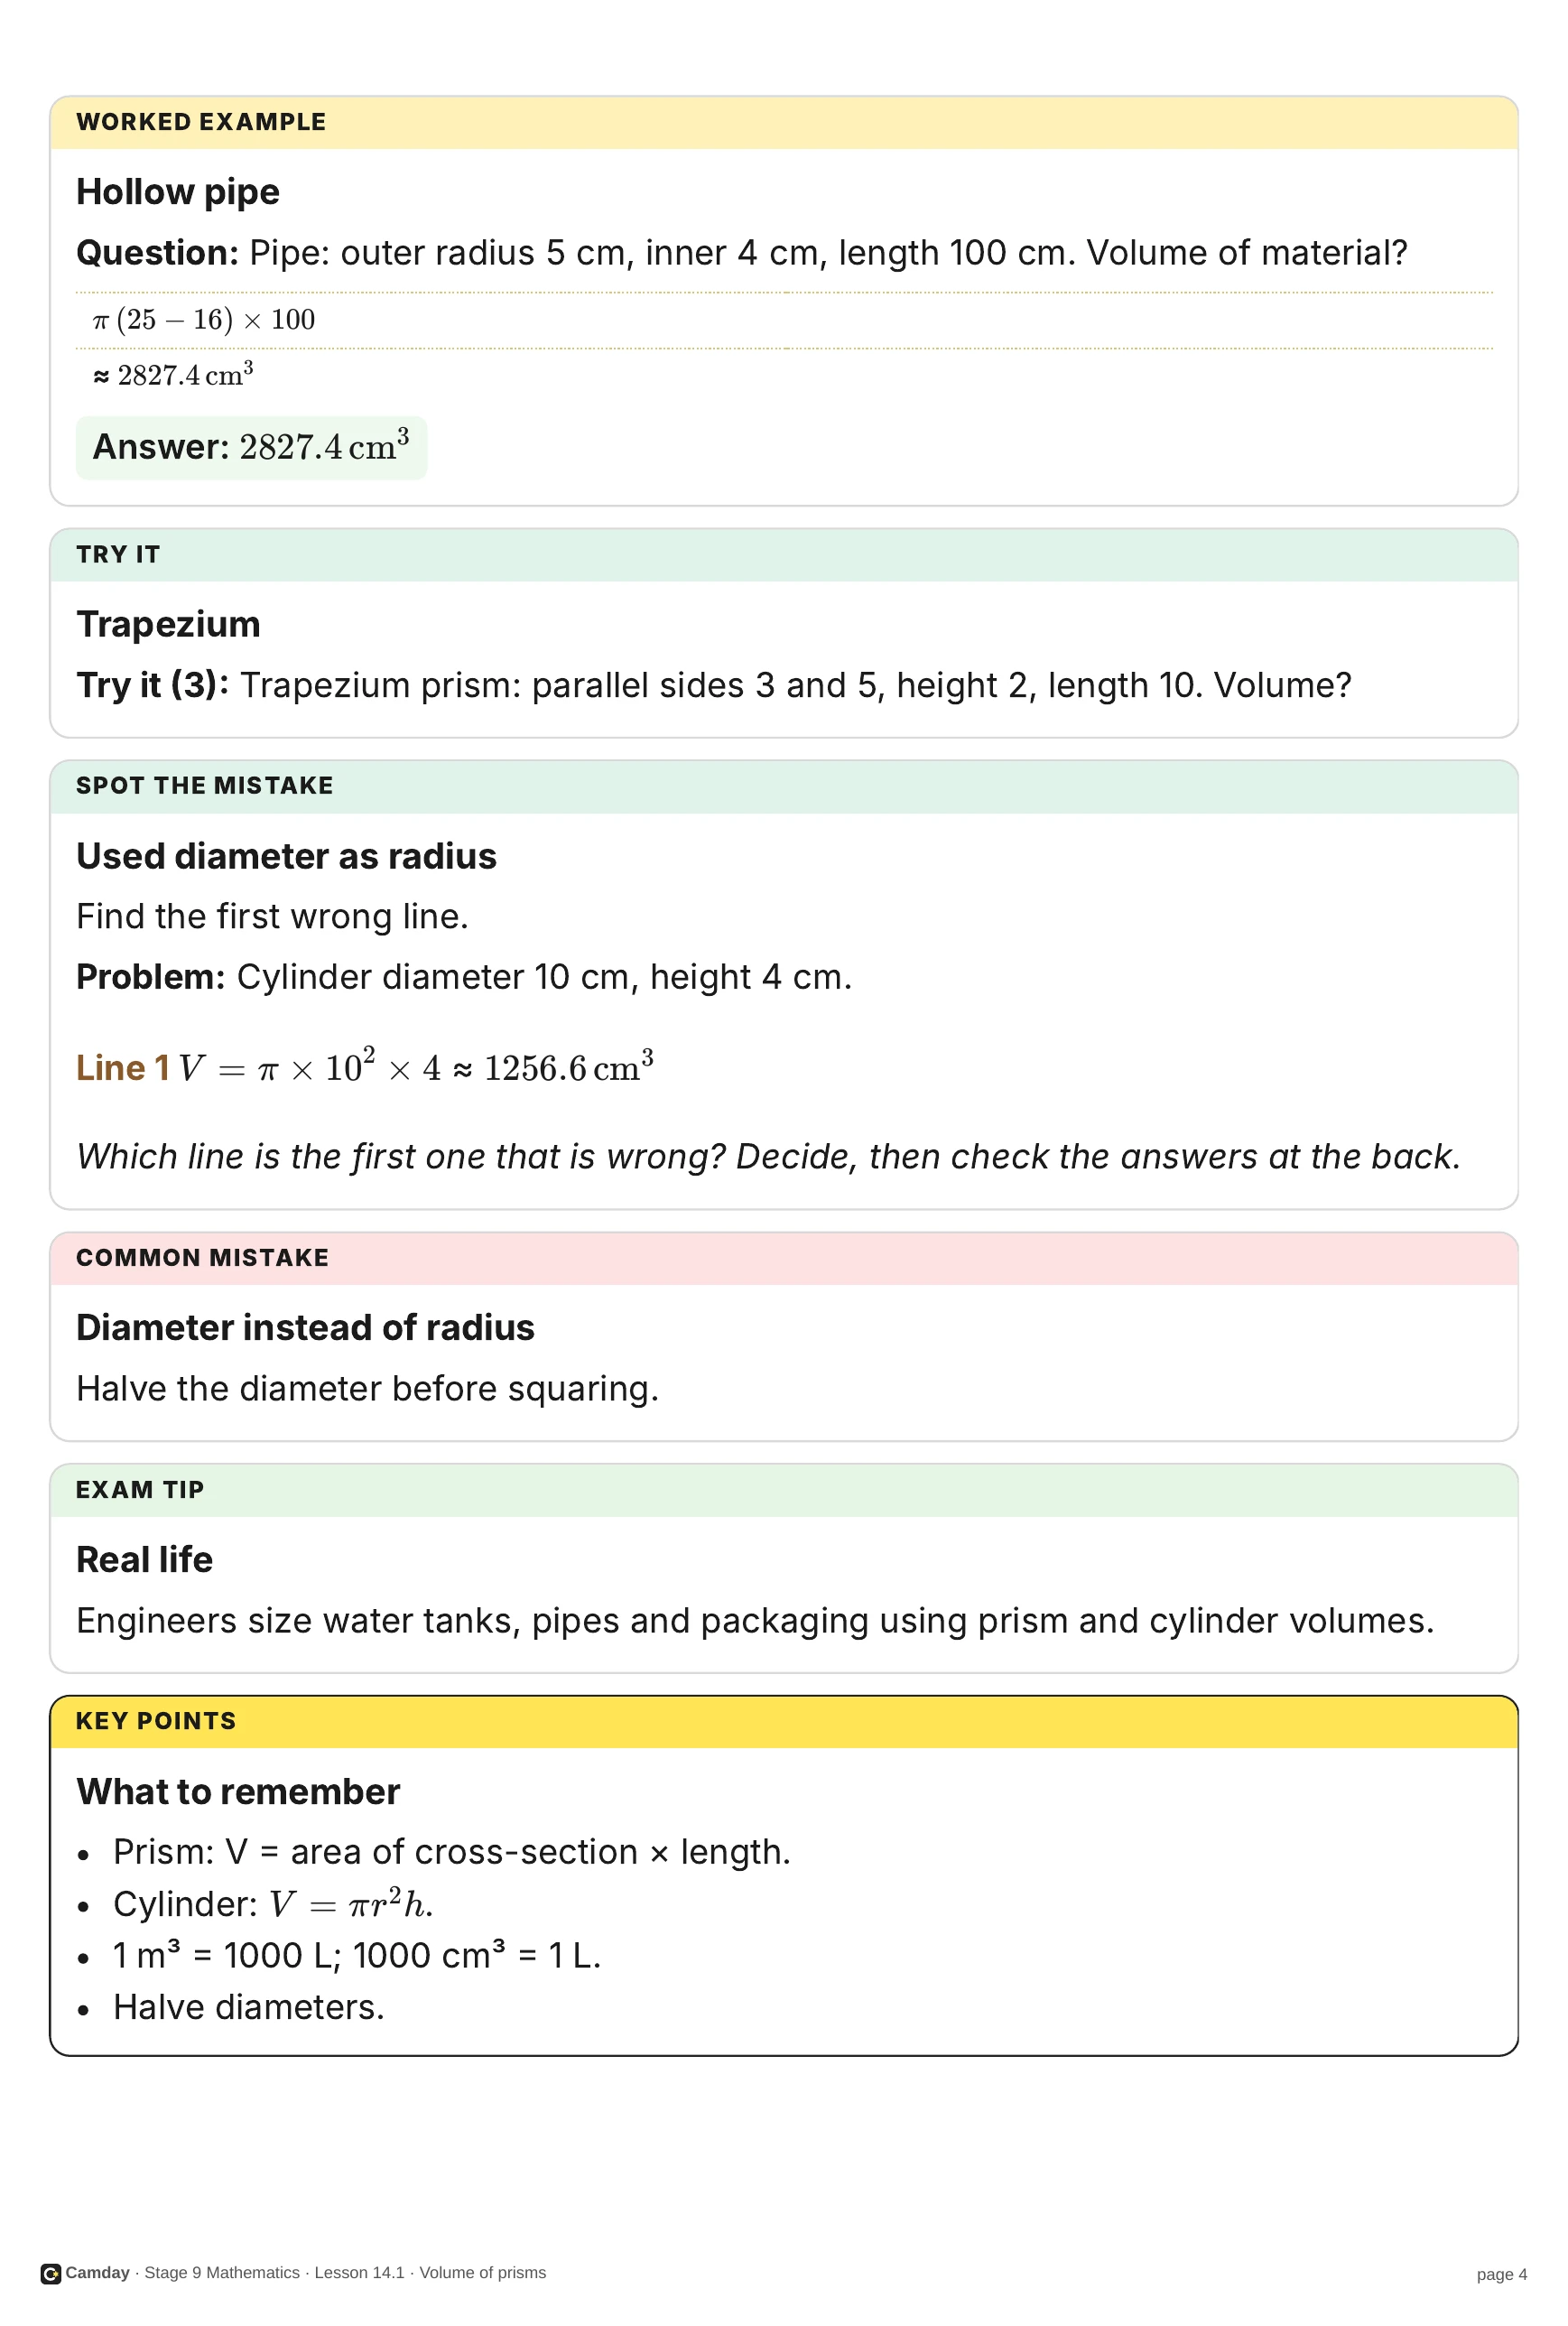 WORKED EXAMPLE
Hollow pipe
Question: Pipe: outer radius 5 cm, inner 4 cm, length 100 cm. Volume of material?
π (25 − 16) × 100
≈ 2827.4 cm³
Answer: 2827.4 cm³
TRY IT
Trapezium
Try it (3): Trapezium prism: parallel sides 3 and 5, height 2, length 10. Volume?
SPOT THE MISTAKE
Used diameter as radius
Find the first wrong line.
Problem: Cylinder diameter 10 cm, height 4 cm.
Line 1 V = π × 10² × 4 ≈ 1256.6 cm³
Which line is the first one that is wrong? Decide, then check the answers at the back.
COMMON MISTAKE
Diameter instead of radius
Halve the diameter before squaring.
EXAM TIP
Real life
Engineers size water tanks, pipes and packaging using prism and cylinder volumes.
KEY POINTS
What to remember
• Prism: V = area of cross-section × length.
• Cylinder: V = πr²h.
• 1 m³ = 1000 L; 1000 cm³ = 1 L.
• Halve diameters.
Camday · Stage 9 Mathematics · Lesson 14.1 · Volume of prisms
page 4